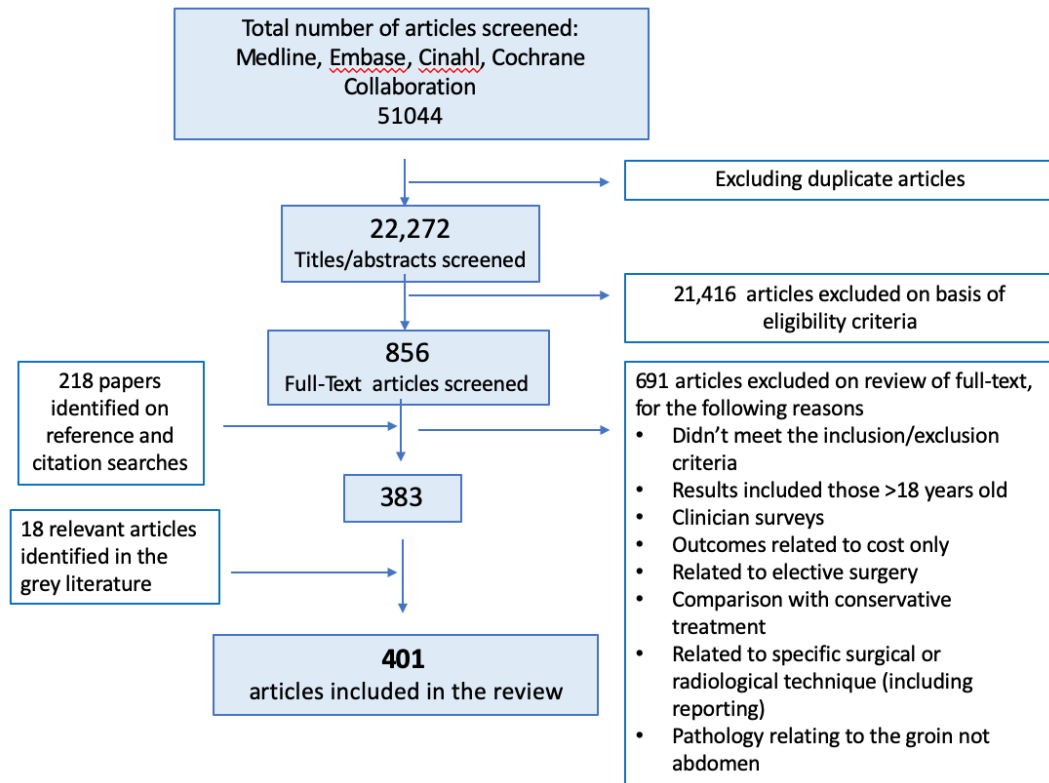 Total number of articles screened:
Medline, Embase, Cinahl, Cochrane
Collaboration
51044
Excluding duplicate articles
22,272
Titles/abstracts screened
21,416 articles excluded on basis of
eligibility criteria
856
Full-Text articles screened
218 papers
identified on
reference and
citation searches
691 articles excluded on review of full-text,
for the following reasons
• Didn't meet the inclusion/exclusion
criteria
• Results included those >18 years old
• Clinician surveys
• Outcomes related to cost only
• Related to elective surgery
• Comparison with conservative
treatment
• Related to specific surgical or
radiological technique (including
reporting)
• Pathology relating to the groin not
abdomen
383
18 relevant articles
identified in the
grey literature
401
articles included in the review